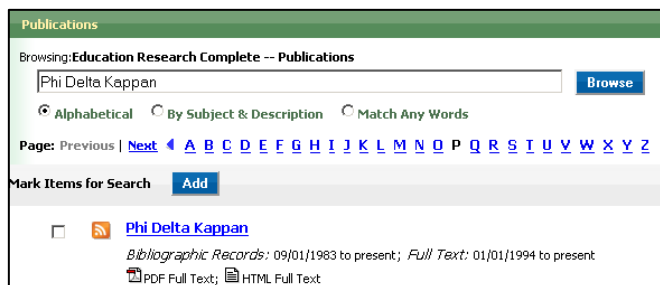 Publications
Browsing:Education Research Complete -- Publications
Phi Delta Kappan Browse
Alphabetical By Subject & Description Match Any Words
Page: Previous | Next A B C D E F G H I J K L M N O P Q R S T U V W X Y Z
Mark Items for Search Add
Phi Delta Kappan
Bibliographic Records: 09/01/1983 to present; Full Text: 01/01/1994 to present
PDF Full Text; HTML Full Text